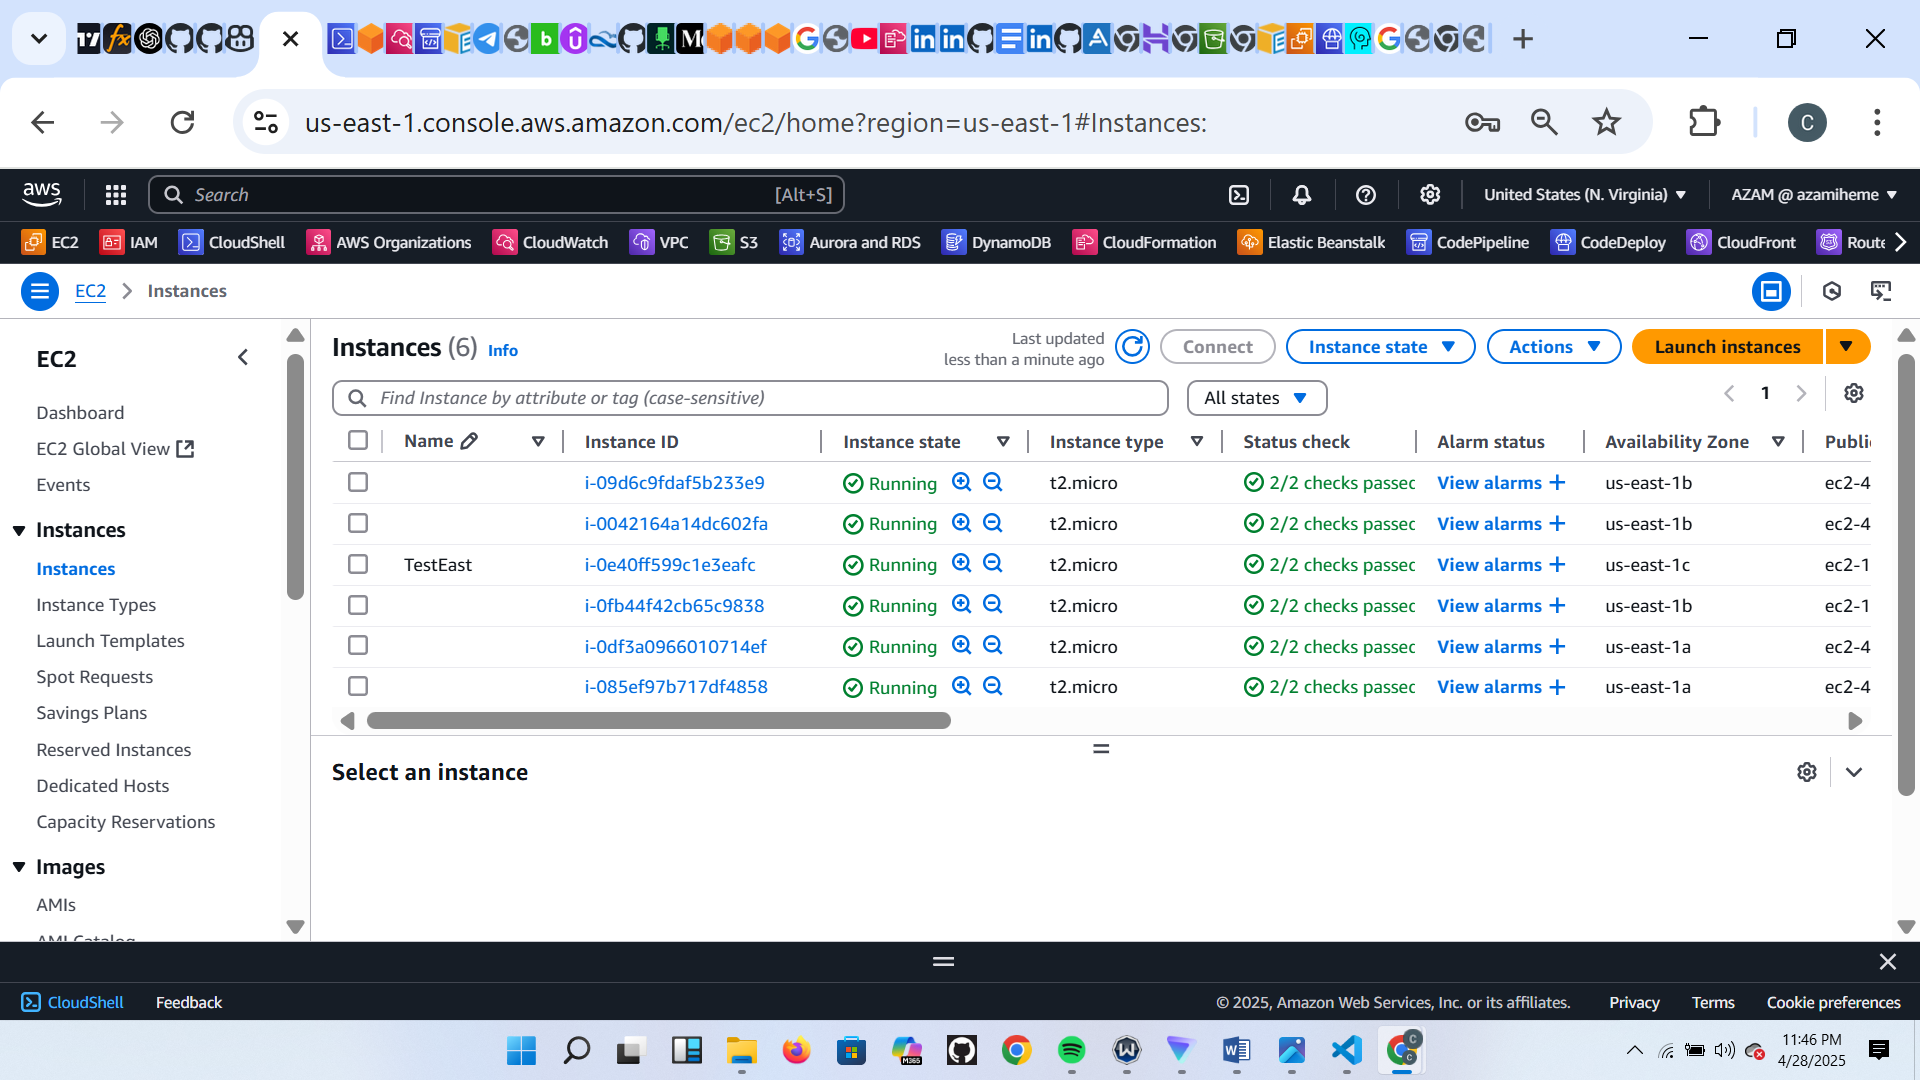 us-east-1.console.aws.amazon.com/ec2/home?region=us-east-1#Instances:
C
aws
Search
[Alt+S]
United States (N. Virginia)
AZAM @ azamiheme
EC2
IAM
CloudShell
AWS Organizations
CloudWatch
VPC
S3
Aurora and RDS
DynamoDB
CloudFormation
Elastic Beanstalk
CodePipeline
CodeDeploy
CloudFront
Route
EC2
Instances
EC2
Dashboard
EC2 Global View
Events
Instances
Instances
Instance Types
Launch Templates
Spot Requests
Savings Plans
Reserved Instances
Dedicated Hosts
Capacity Reservations
Images
AMIs
AMI Catalog
Instances (6) Info
Last updated
less than a minute ago
Connect
Instance state
Actions
Launch instances
Find Instance by attribute or tag (case-sensitive)
All states
1
Name Instance ID Instance state Instance type Status check Alarm status Availability Zone Publi
i-09d6c9fdaf5b233e9 Running t2.micro 2/2 checks passec View alarms + us-east-1b ec2-4
i-0042164a14dc602fa Running t2.micro 2/2 checks passec View alarms + us-east-1b ec2-4
TestEast i-0e40ff599c1e3eafc Running t2.micro 2/2 checks passec View alarms + us-east-1c ec2-1
i-0fb44f42cb65c9838 Running t2.micro 2/2 checks passec View alarms + us-east-1b ec2-1
i-0df3a0966010714ef Running t2.micro 2/2 checks passec View alarms + us-east-1a ec2-4
i-085ef97b717df4858 Running t2.micro 2/2 checks passec View alarms + us-east-1a ec2-4
Select an instance
CloudShell
Feedback
© 2025, Amazon Web Services, Inc. or its affiliates.
Privacy
Terms
Cookie preferences
11:46 PM
4/28/2025